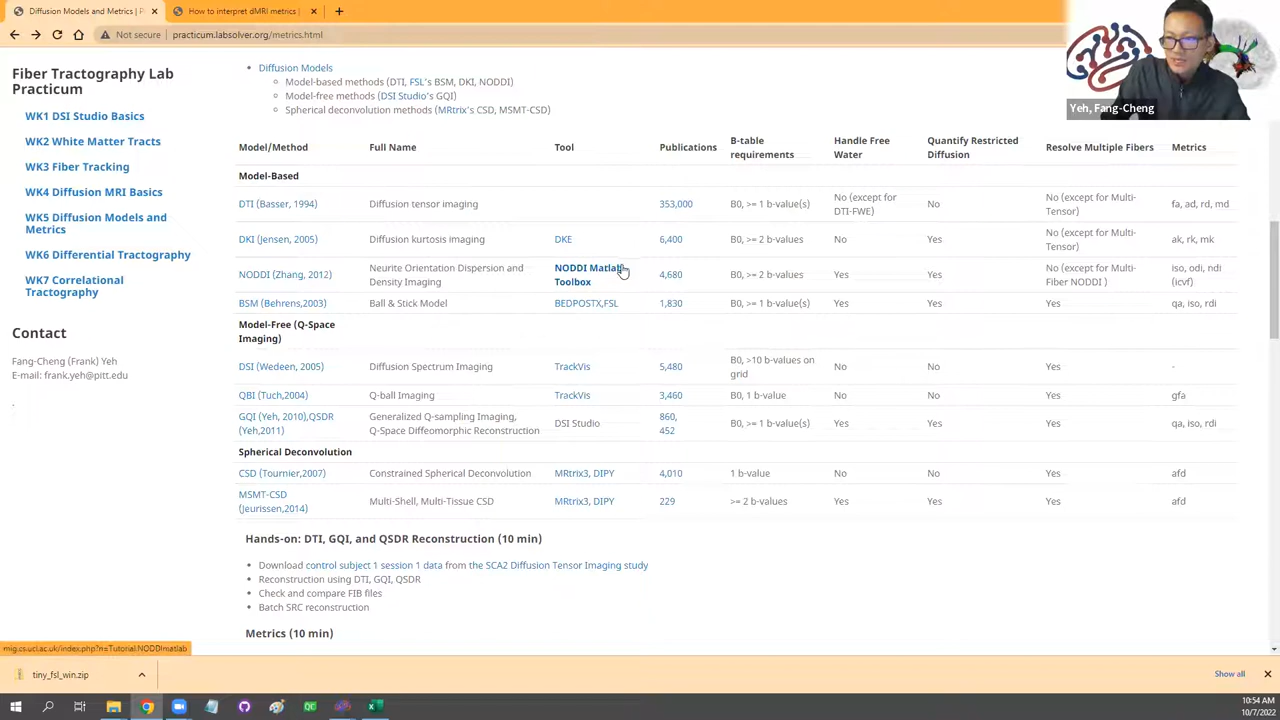 Diffusion Models and Metrics | P
How to interpret dMRI metrics |
Not secure | practicum.labsolver.org/metrics.html
Yeh, Fang-Cheng
Fiber Tractography Lab
Practicum
WK1 DSI Studio Basics
WK2 White Matter Tracts
WK3 Fiber Tracking
WK4 Diffusion MRI Basics
WK5 Diffusion Models and
Metrics
WK6 Differential Tractography
WK7 Correlational
Tractography
Contact
Fang-Cheng (Frank) Yeh
E-mail: frank.yeh@pitt.edu
Diffusion Models
Model-based methods (DTI, FSL's BSM, DKI, NODDI)
Model-free methods (DSI Studio's GQI)
Spherical deconvolution methods (MRtrix's CSD, MSMT-CSD)
Model/Method Full Name Tool Publications B-table requirements Handle Free Water Quantify Restricted Diffusion Resolve Multiple Fibers Metrics
Model-Based
DTI (Basser, 1994) Diffusion tensor imaging 353,000 B0, >= 1 b-value(s) No (except for DTI-FWE) No No (except for Multi-Tensor) fa, ad, rd, md
DKI (Jensen, 2005) Diffusion kurtosis imaging DKE 6,400 B0, >= 2 b-values No Yes No (except for Multi-Tensor) ak, rk, mk
NODDI (Zhang, 2012) Neurite Orientation Dispersion and Density Imaging NODDI Matlab Toolbox 4,680 B0, >= 2 b-values Yes Yes No (except for Multi-Fiber NODDI ) iso, odi, ndi (icvf)
BSM (Behrens,2003) Ball & Stick Model BEDPOSTX,FSL 1,830 B0, >= 1 b-value(s) Yes Yes Yes qa, iso, rdi
Model-Free (Q-Space Imaging)
DSI (Wedeen, 2005) Diffusion Spectrum Imaging TrackVis 5,480 B0, >10 b-values on grid No No Yes -
QBI (Tuch,2004) Q-ball Imaging TrackVis 3,460 B0, 1 b-value No No Yes gfa
GQI (Yeh, 2010),QSDR (Yeh,2011) Generalized Q-sampling Imaging, Q-Space Diffeomorphic Reconstruction DSI Studio 860, 452 B0, >= 1 b-value(s) Yes Yes Yes qa, iso, rdi
Spherical Deconvolution
CSD (Tournier,2007) Constrained Spherical Deconvolution MRtrix3, DIPY 4,010 1 b-value No No Yes afd
MSMT-CSD (Jeurissen,2014) Multi-Shell, Multi-Tissue CSD MRtrix3, DIPY 229 >= 2 b-values Yes Yes Yes afd
Hands-on: DTI, GQI, and QSDR Reconstruction (10 min)
Download control subject 1 session 1 data from the SCA2 Diffusion Tensor Imaging study
Reconstruction using DTI, GQI, QSDR
Check and compare FIB files
Batch SRC reconstruction
Metrics (10 min)
mig.cs.ucl.ac.uk/index.php?n=Tutorial.NODDImatlab
tiny_fsl_win.zip
Show all
10:54 AM
10/7/2022